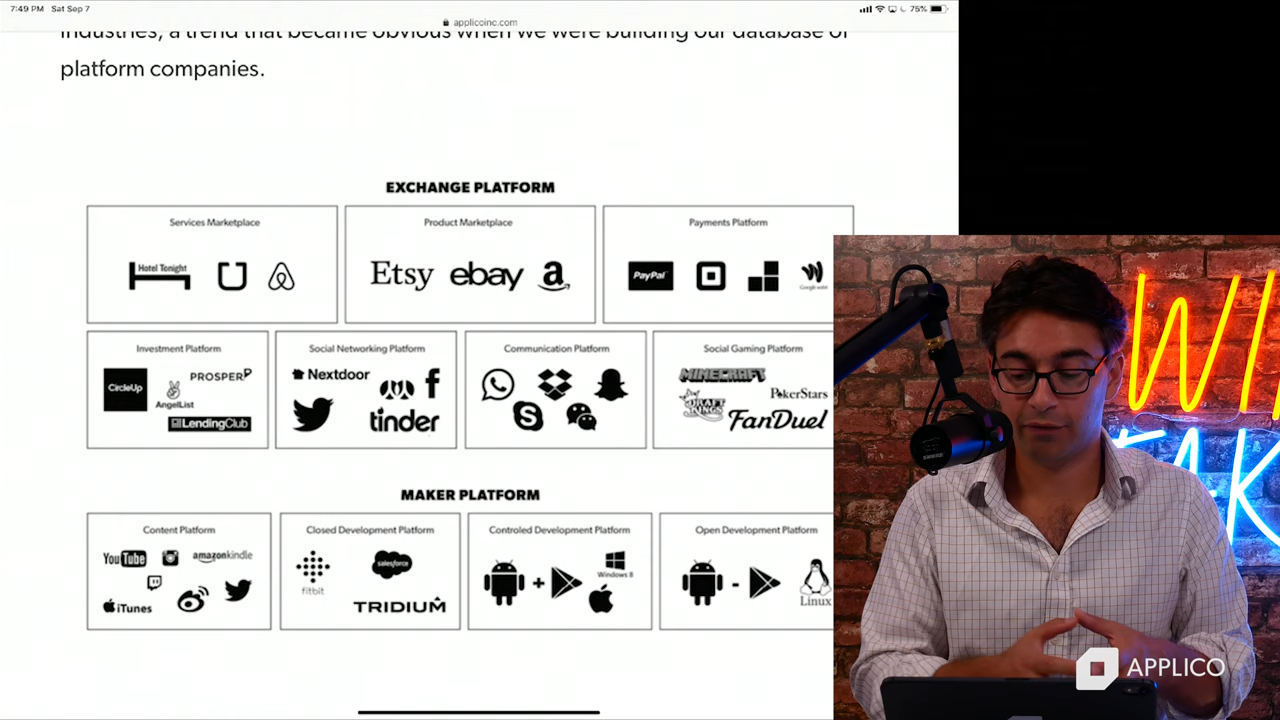 7:49 PM Sat Sep 7
75%
applicoinc.com
industries, a trend that became obvious when we were building our database of
platform companies.
EXCHANGE PLATFORM
Services Marketplace
Product Marketplace
Payments Platform
Hotel Tonight
Etsy
ebay
a
PayPal
Investment Platform
Social Networking Platform
Communication Platform
Social Gaming Platform
CircleUp
PROSPER
AngelList
LendingClub
Nextdoor
f
tinder
S
MINECRAFT
PokerStars
DRAFT KINGS
FanDuel
MAKER PLATFORM
Content Platform
Closed Development Platform
Controled Development Platform
Open Development Platform
YouTube
amazonkindle
iTunes
fitbit
salesforce
TRIDIUM
+
Windows 8
-
Linux
WI
TAK
APPLICO